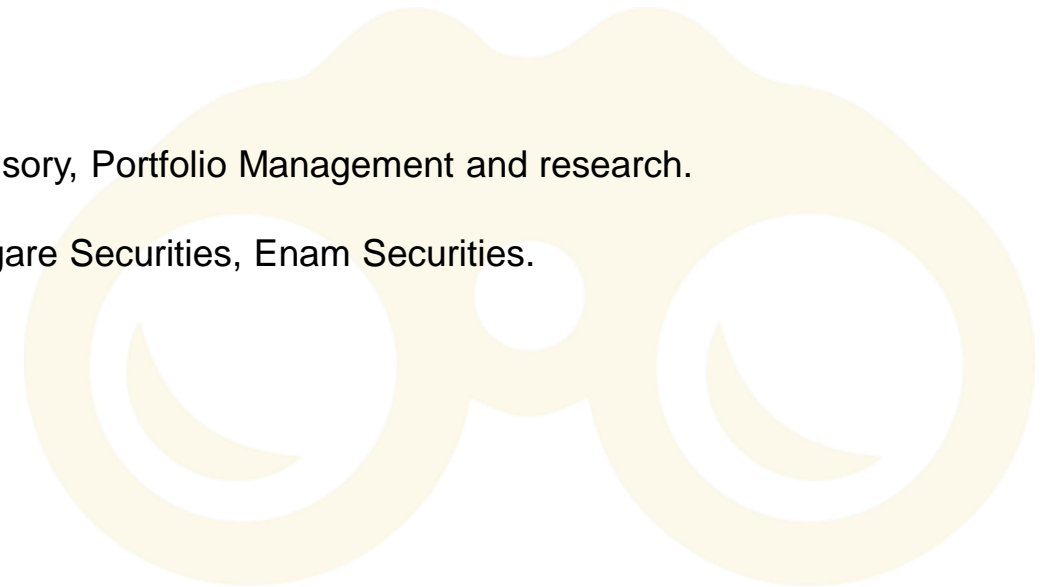 sory, Portfolio Management and research.
gare Securities, Enam Securities.